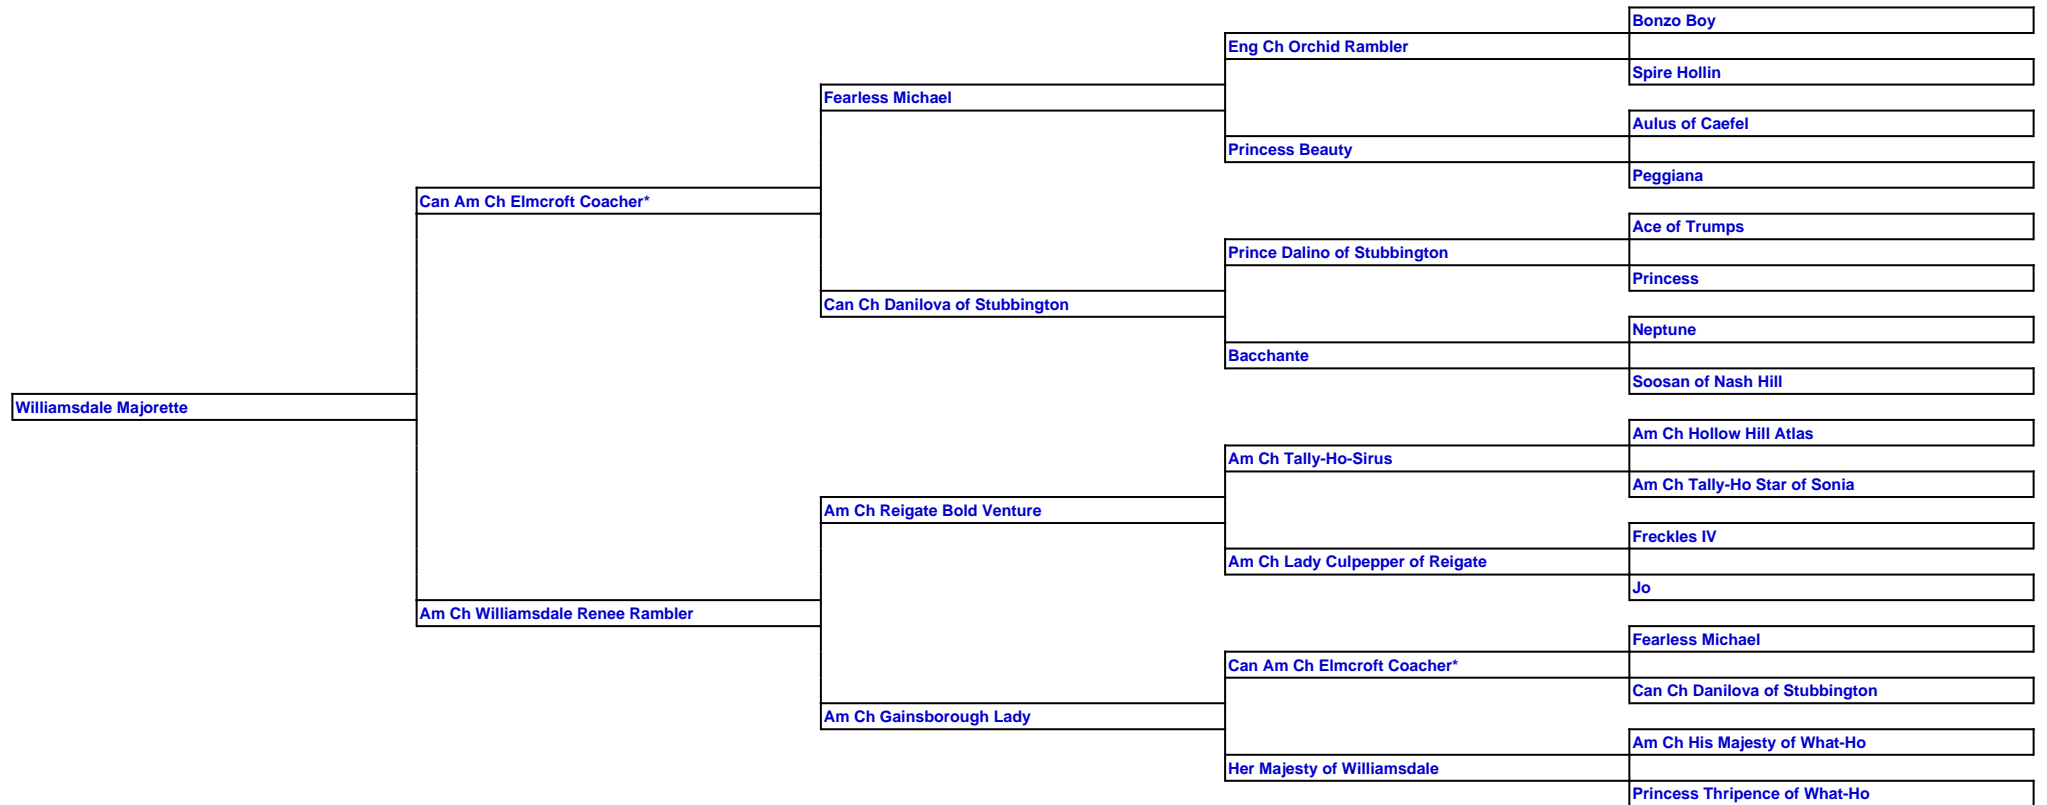 Bonzo Boy
Eng Ch Orchid Rambler
Spire Hollin
Fearless Michael
Aulus of Caefel
Princess Beauty
Peggiana
Can Am Ch Elmcroft Coacher*
Ace of Trumps
Prince Dalino of Stubbington
Princess
Can Ch Danilova of Stubbington
Neptune
Bacchante
Soosan of Nash Hill
Williamsdale Majorette
Am Ch Hollow Hill Atlas
Am Ch Tally-Ho-Sirus
Am Ch Tally-Ho Star of Sonia
Am Ch Reigate Bold Venture
Freckles IV
Am Ch Lady Culpepper of Reigate
Jo
Am Ch Williamsdale Renee Rambler
Fearless Michael
Can Am Ch Elmcroft Coacher*
Can Ch Danilova of Stubbington
Am Ch Gainsborough Lady
Am Ch His Majesty of What-Ho
Her Majesty of Williamsdale
Princess Thripence of What-Ho